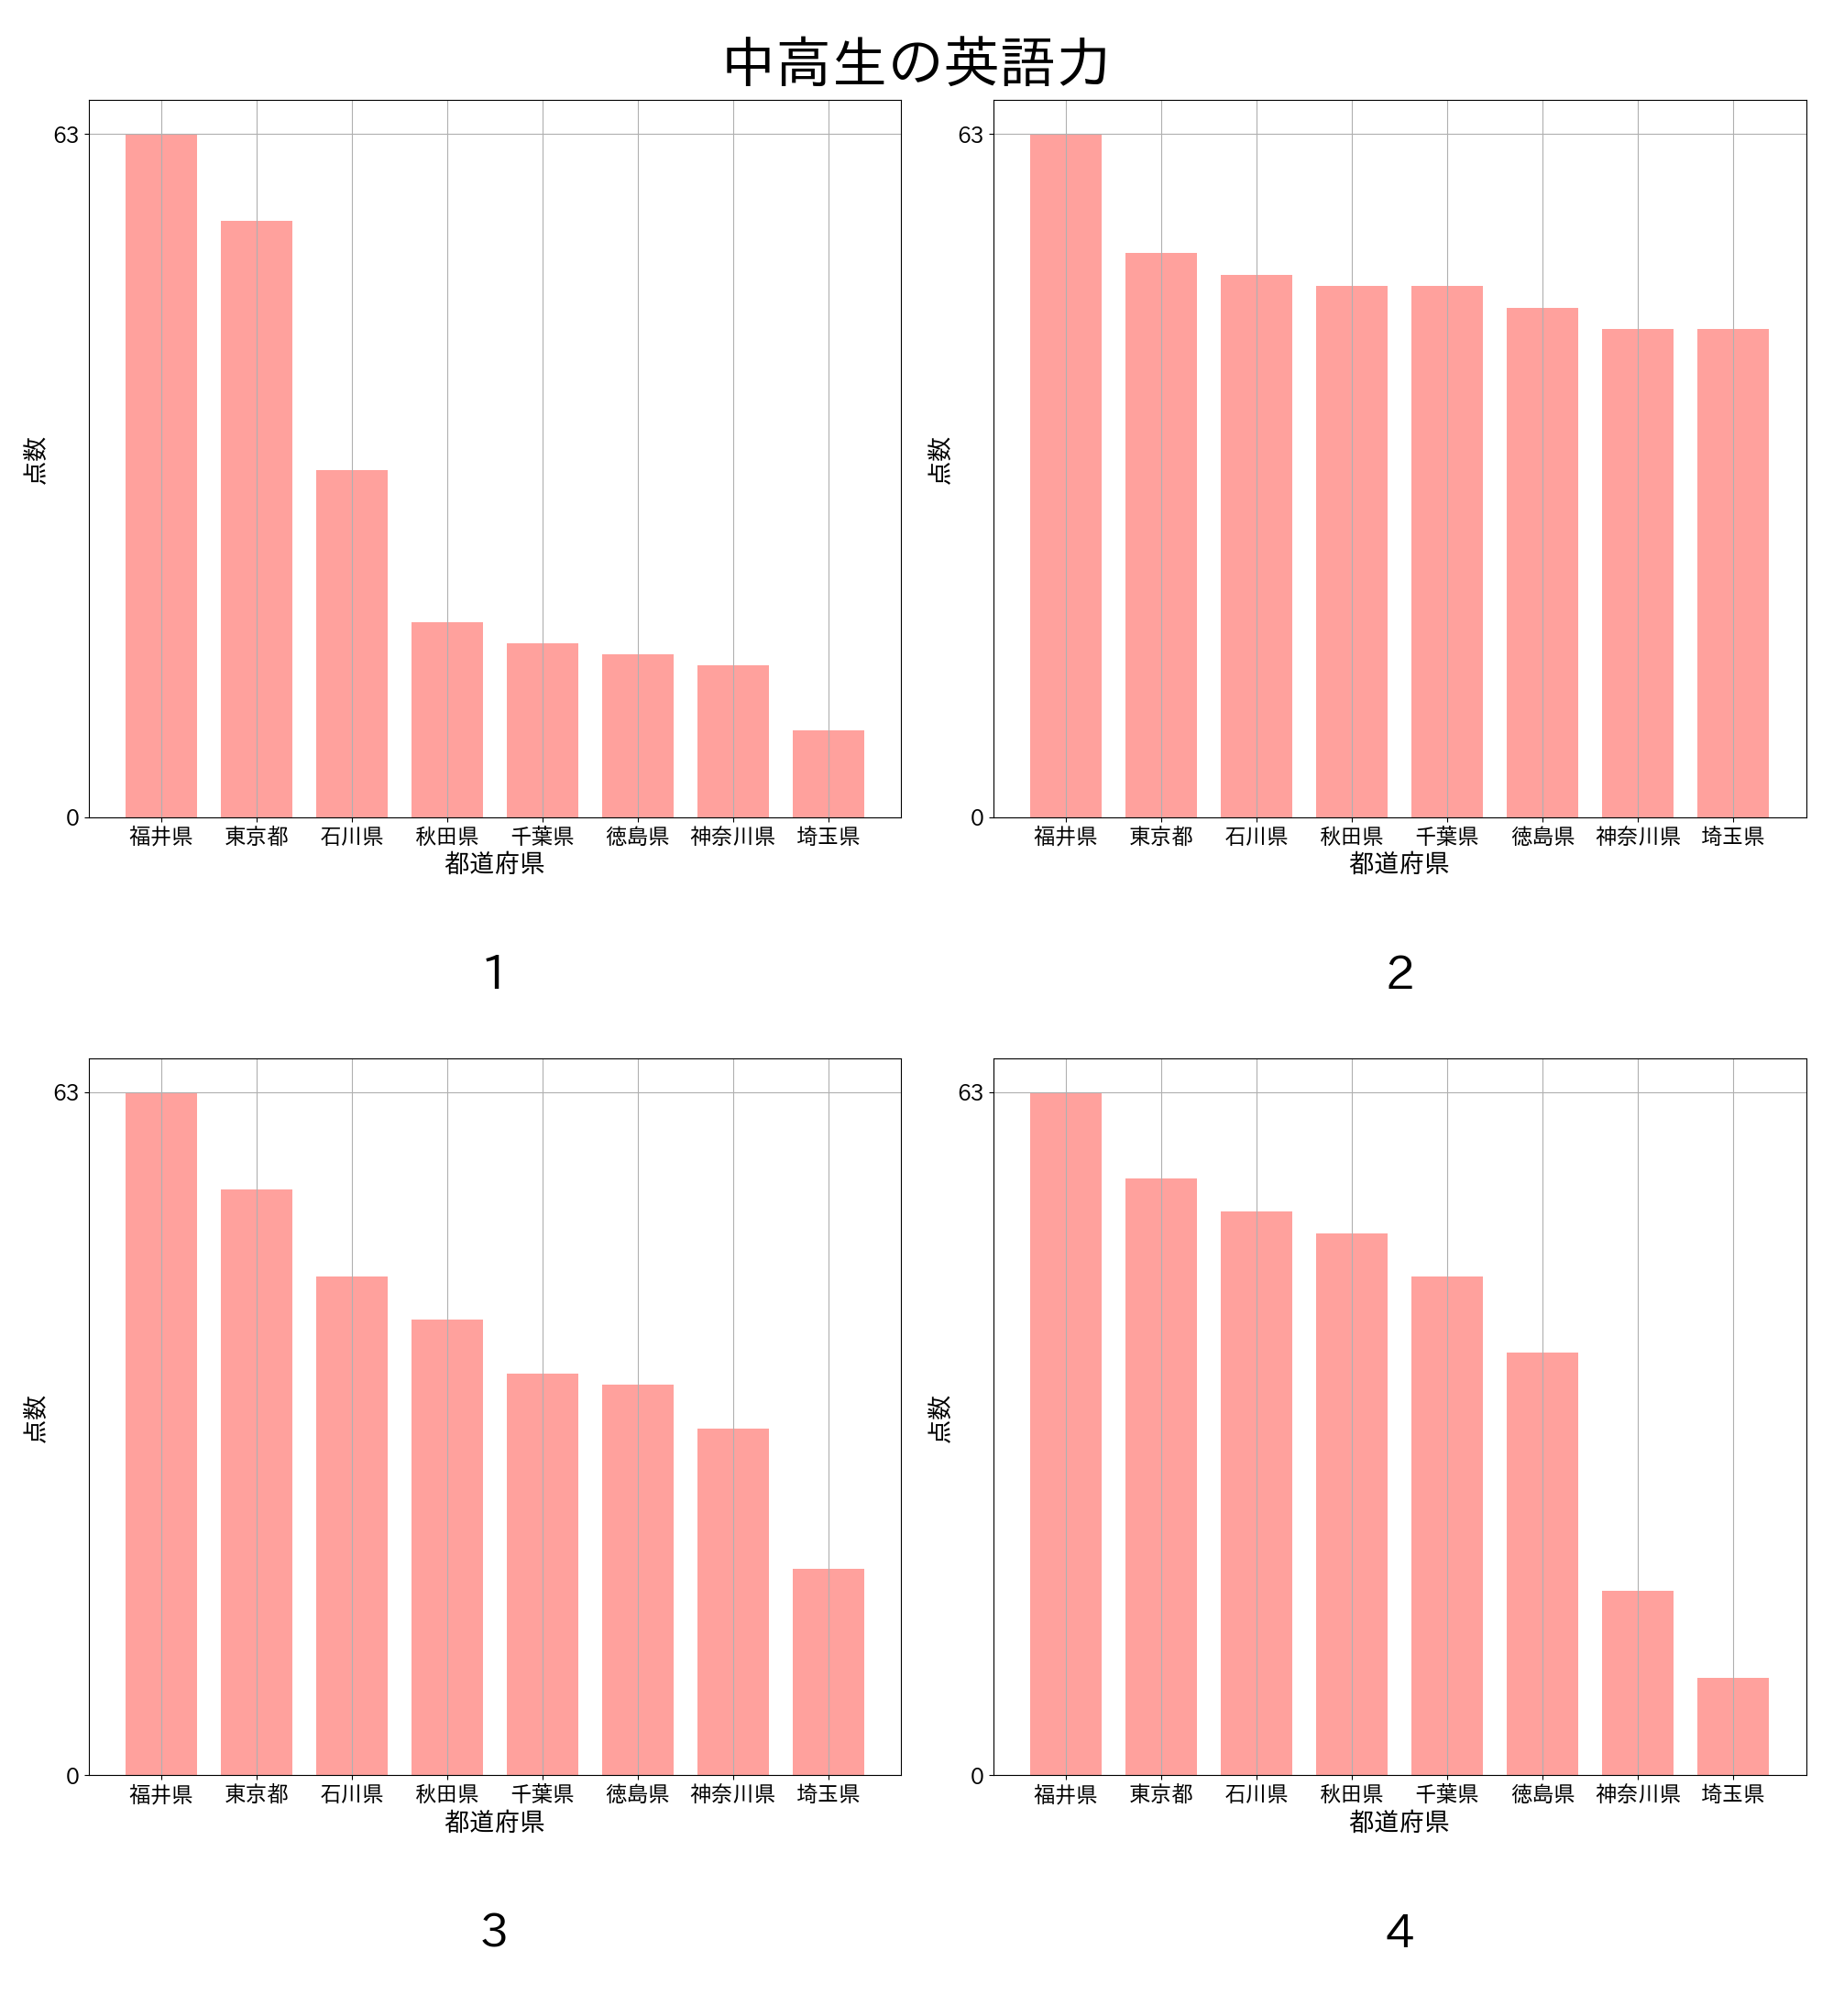 中高生の英語力
63
点数
0
福井県 東京都 石川県 秋田県 千葉県 徳島県 神奈川県 埼玉県
都道府県
1
63
点数
0
福井県 東京都 石川県 秋田県 千葉県 徳島県 神奈川県 埼玉県
都道府県
2
63
点数
0
福井県 東京都 石川県 秋田県 千葉県 徳島県 神奈川県 埼玉県
都道府県
3
63
点数
0
福井県 東京都 石川県 秋田県 千葉県 徳島県 神奈川県 埼玉県
都道府県
4